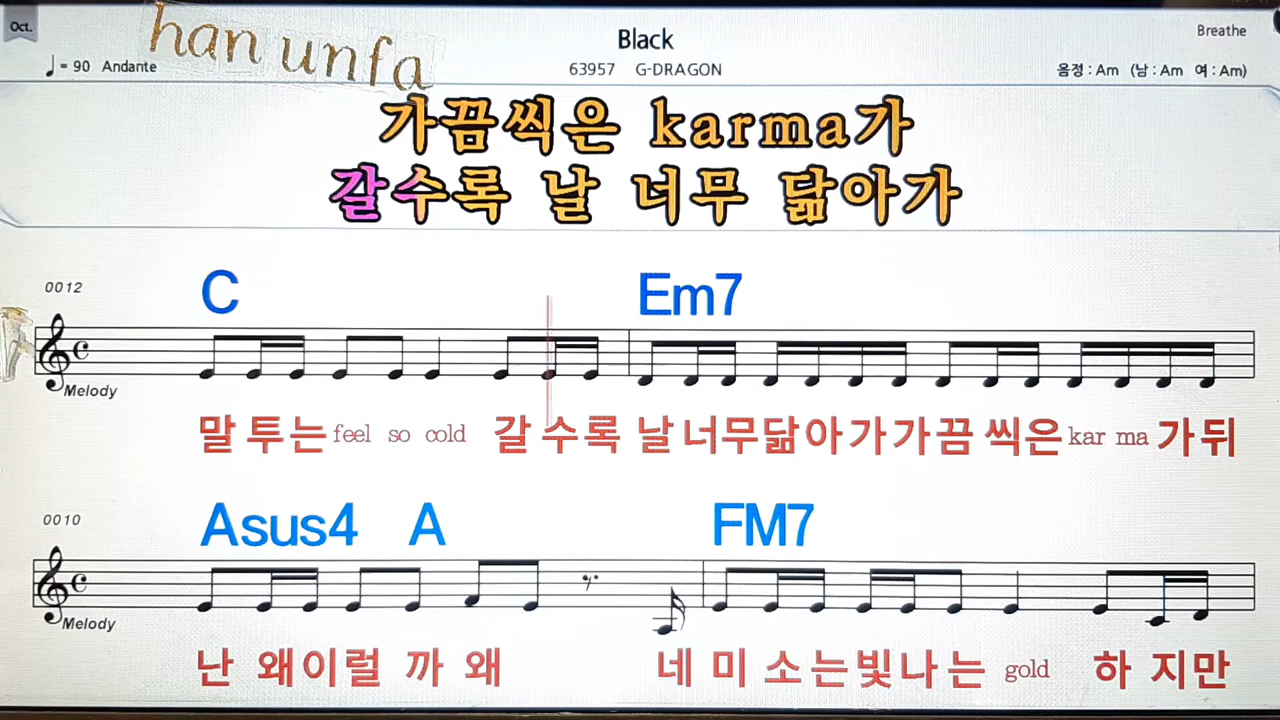 Oct.
han unfa
Black
Breathe
♩= 90 Andante
63957 G-DRAGON
음정 : Am (남 : Am 여 : Am)
가끔씩은 karma가
갈수록 날 너무 닮아가
0012
C Em7
Melody
말 투 는 feel so cold 갈 수 록 날 너 무 닮 아 가 가 끔 씩 은 kar ma 가 뒤
0010
Asus4 A FM7
Melody
난 왜 이 럴 까 왜 네 미 소 는 빛 나 는 gold 하 지 만